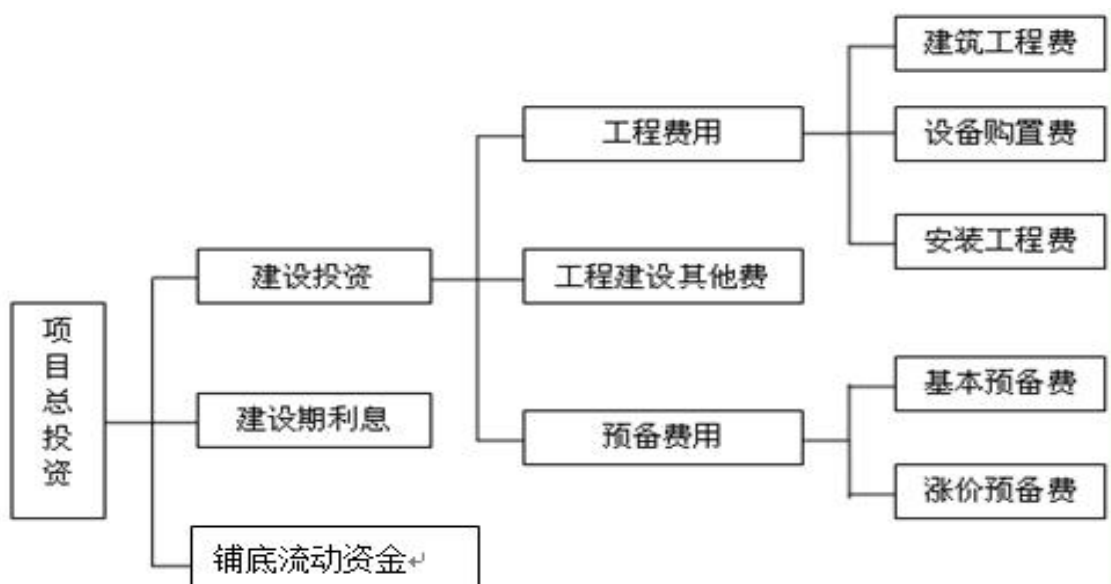 项目总投资
建设投资
建设期利息
铺底流动资金↵
工程费用
工程建设其他费
预备费用
建筑工程费
设备购置费
安装工程费
基本预备费
涨价预备费